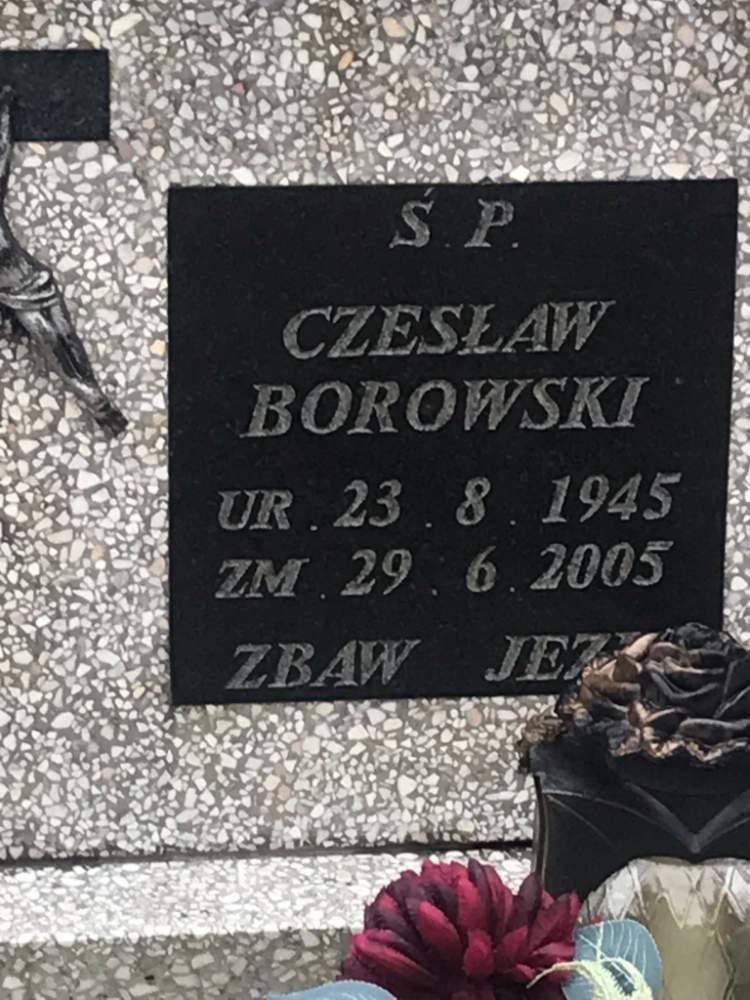 Ś. P.
CZESŁAW
BOROWSKI
UR. 23. 8. 1945
ZM. 29. 6. 2005
ZBAW